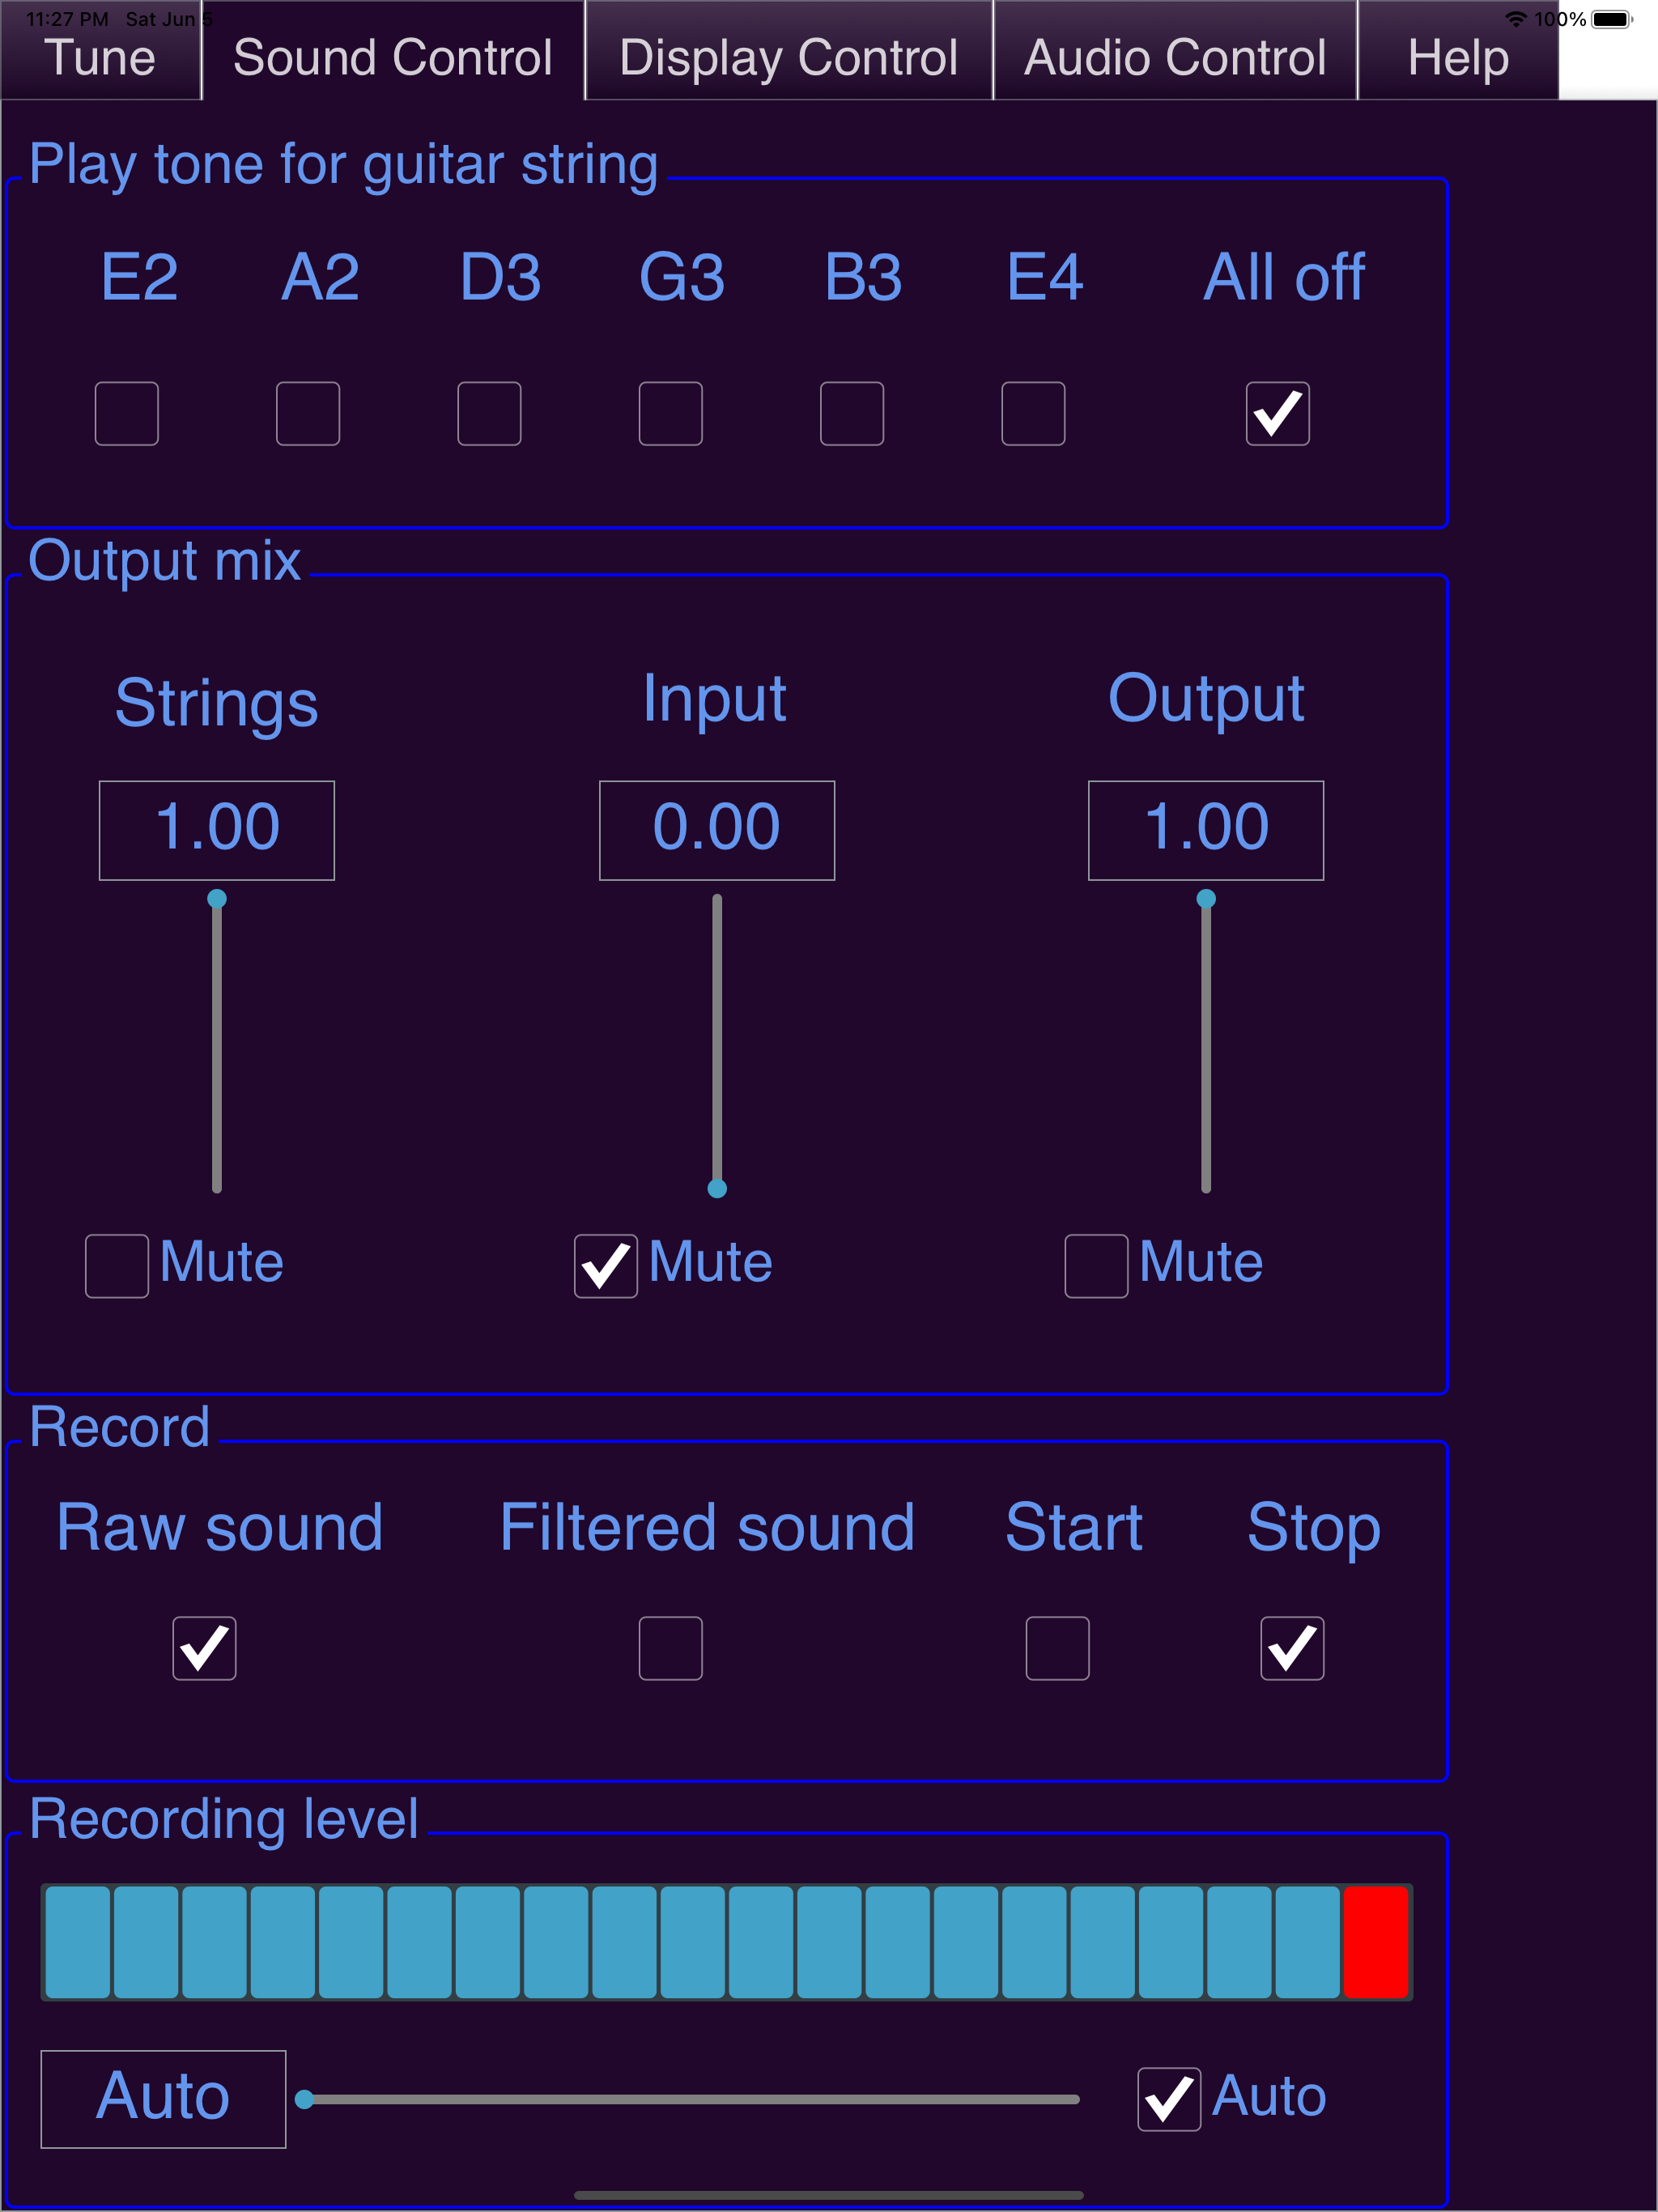 11:27 PM Sat Jun 5 100%
Tune Sound Control Display Control Audio Control Help
Play tone for guitar string
E2 A2 D3 G3 B3 E4 All off
Output mix
Strings Input Output
1.00 0.00 1.00
Mute Mute Mute
Record
Raw sound Filtered sound Start Stop
Recording level
Auto Auto